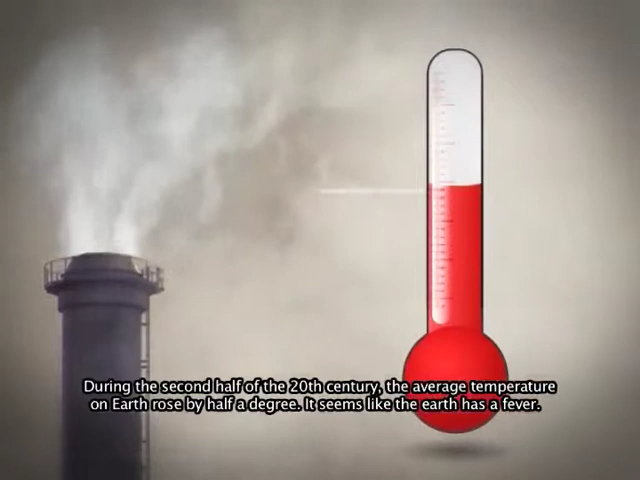 During the second half of the 20th century, the average temperature
on Earth rose by half a degree. It seems like the earth has a fever.